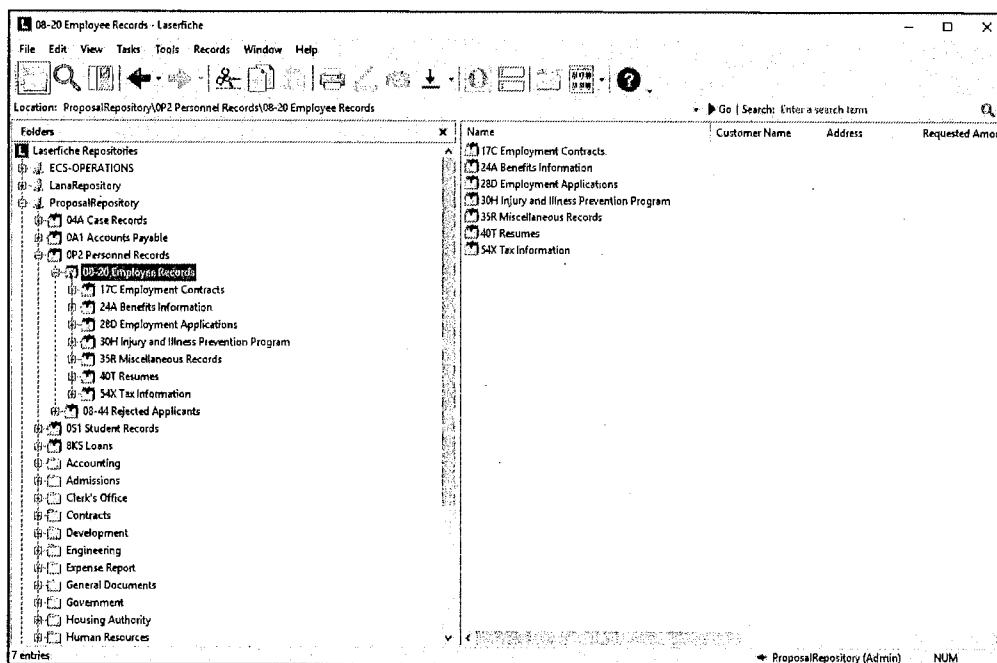 08-20 Employee Records - Laserfiche
File Edit View Tasks Tools Records Window Help
Location: ProposalRepository\0P2 Personnel Records\08-20 Employee Records
Go | Search: Enter a search term
Folders x
Laserfiche Repositories
ECS-OPERATIONS
LanaRepository
ProposalRepository
04A Case Records
0A1 Accounts Payable
0P2 Personnel Records
08-20 Employee Records
17C Employment Contracts
24A Benefits Information
28D Employment Applications
30H Injury and Illness Prevention Program
35R Miscellaneous Records
40T Resumes
54X Tax Information
08-44 Rejected Applicants
0S1 Student Records
8KS Loans
Accounting
Admissions
Clerk's Office
Contracts
Development
Engineering
Expense Report
General Documents
Government
Housing Authority
Human Resources
Name Customer Name Address Requested Amor
17C Employment Contracts
24A Benefits Information
28D Employment Applications
30H Injury and Illness Prevention Program
35R Miscellaneous Records
40T Resumes
54X Tax Information
7 entries ProposalRepository (Admin) NUM